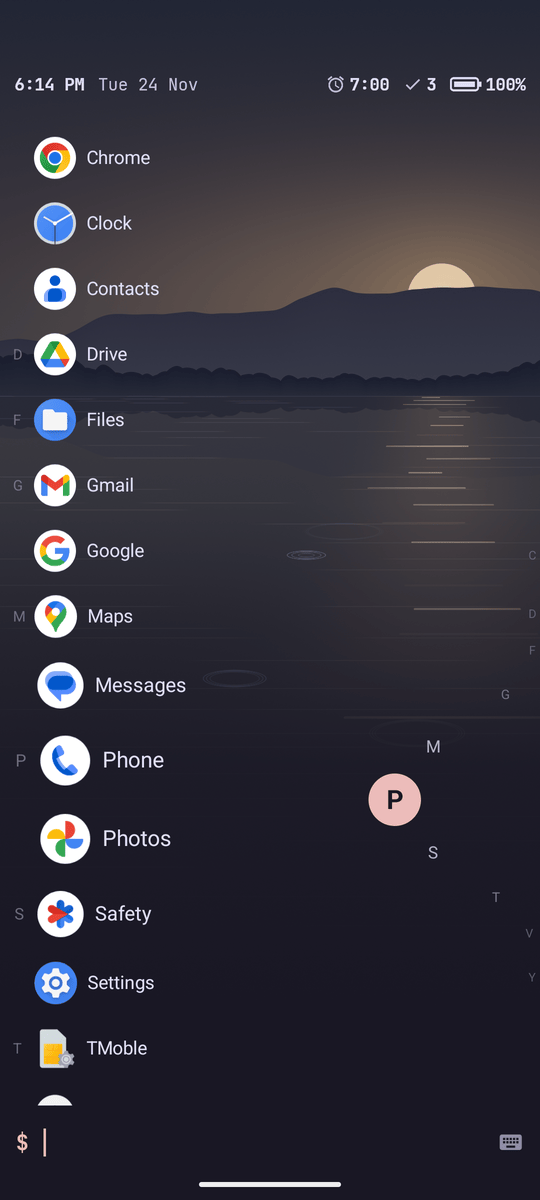 6:14 PM Tue 24 Nov 7:00 3 100%
Chrome
Clock
Contacts
D Drive
F Files
G Gmail
Google
C
M Maps
D
F
Messages
G
M
P Phone
P
Photos
S
T
S Safety
V
Y
Settings
T TMoble
$